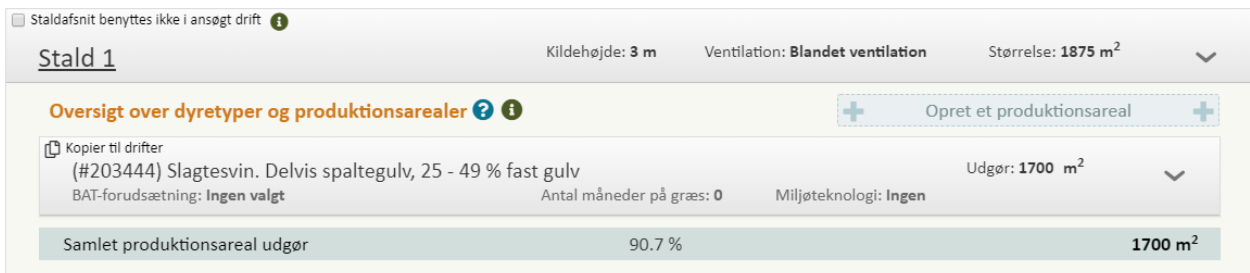 Staldafsnit benyttes ikke i ansøgt drift
Stald 1 Kildehøjde: 3 m Ventilation: Blandet ventilation Størrelse: 1875 m²
Oversigt over dyretyper og produktionsarealer Opret et produktionsareal
Kopier til drifter
(#203444) Slagtesvin. Delvis spaltegulv, 25 - 49 % fast gulv Udgør: 1700 m²
BAT-forudsætning: Ingen valgt Antal måneder på græs: 0 Miljøteknologi: Ingen
Samlet produktionsareal udgør 90.7 % 1700 m²